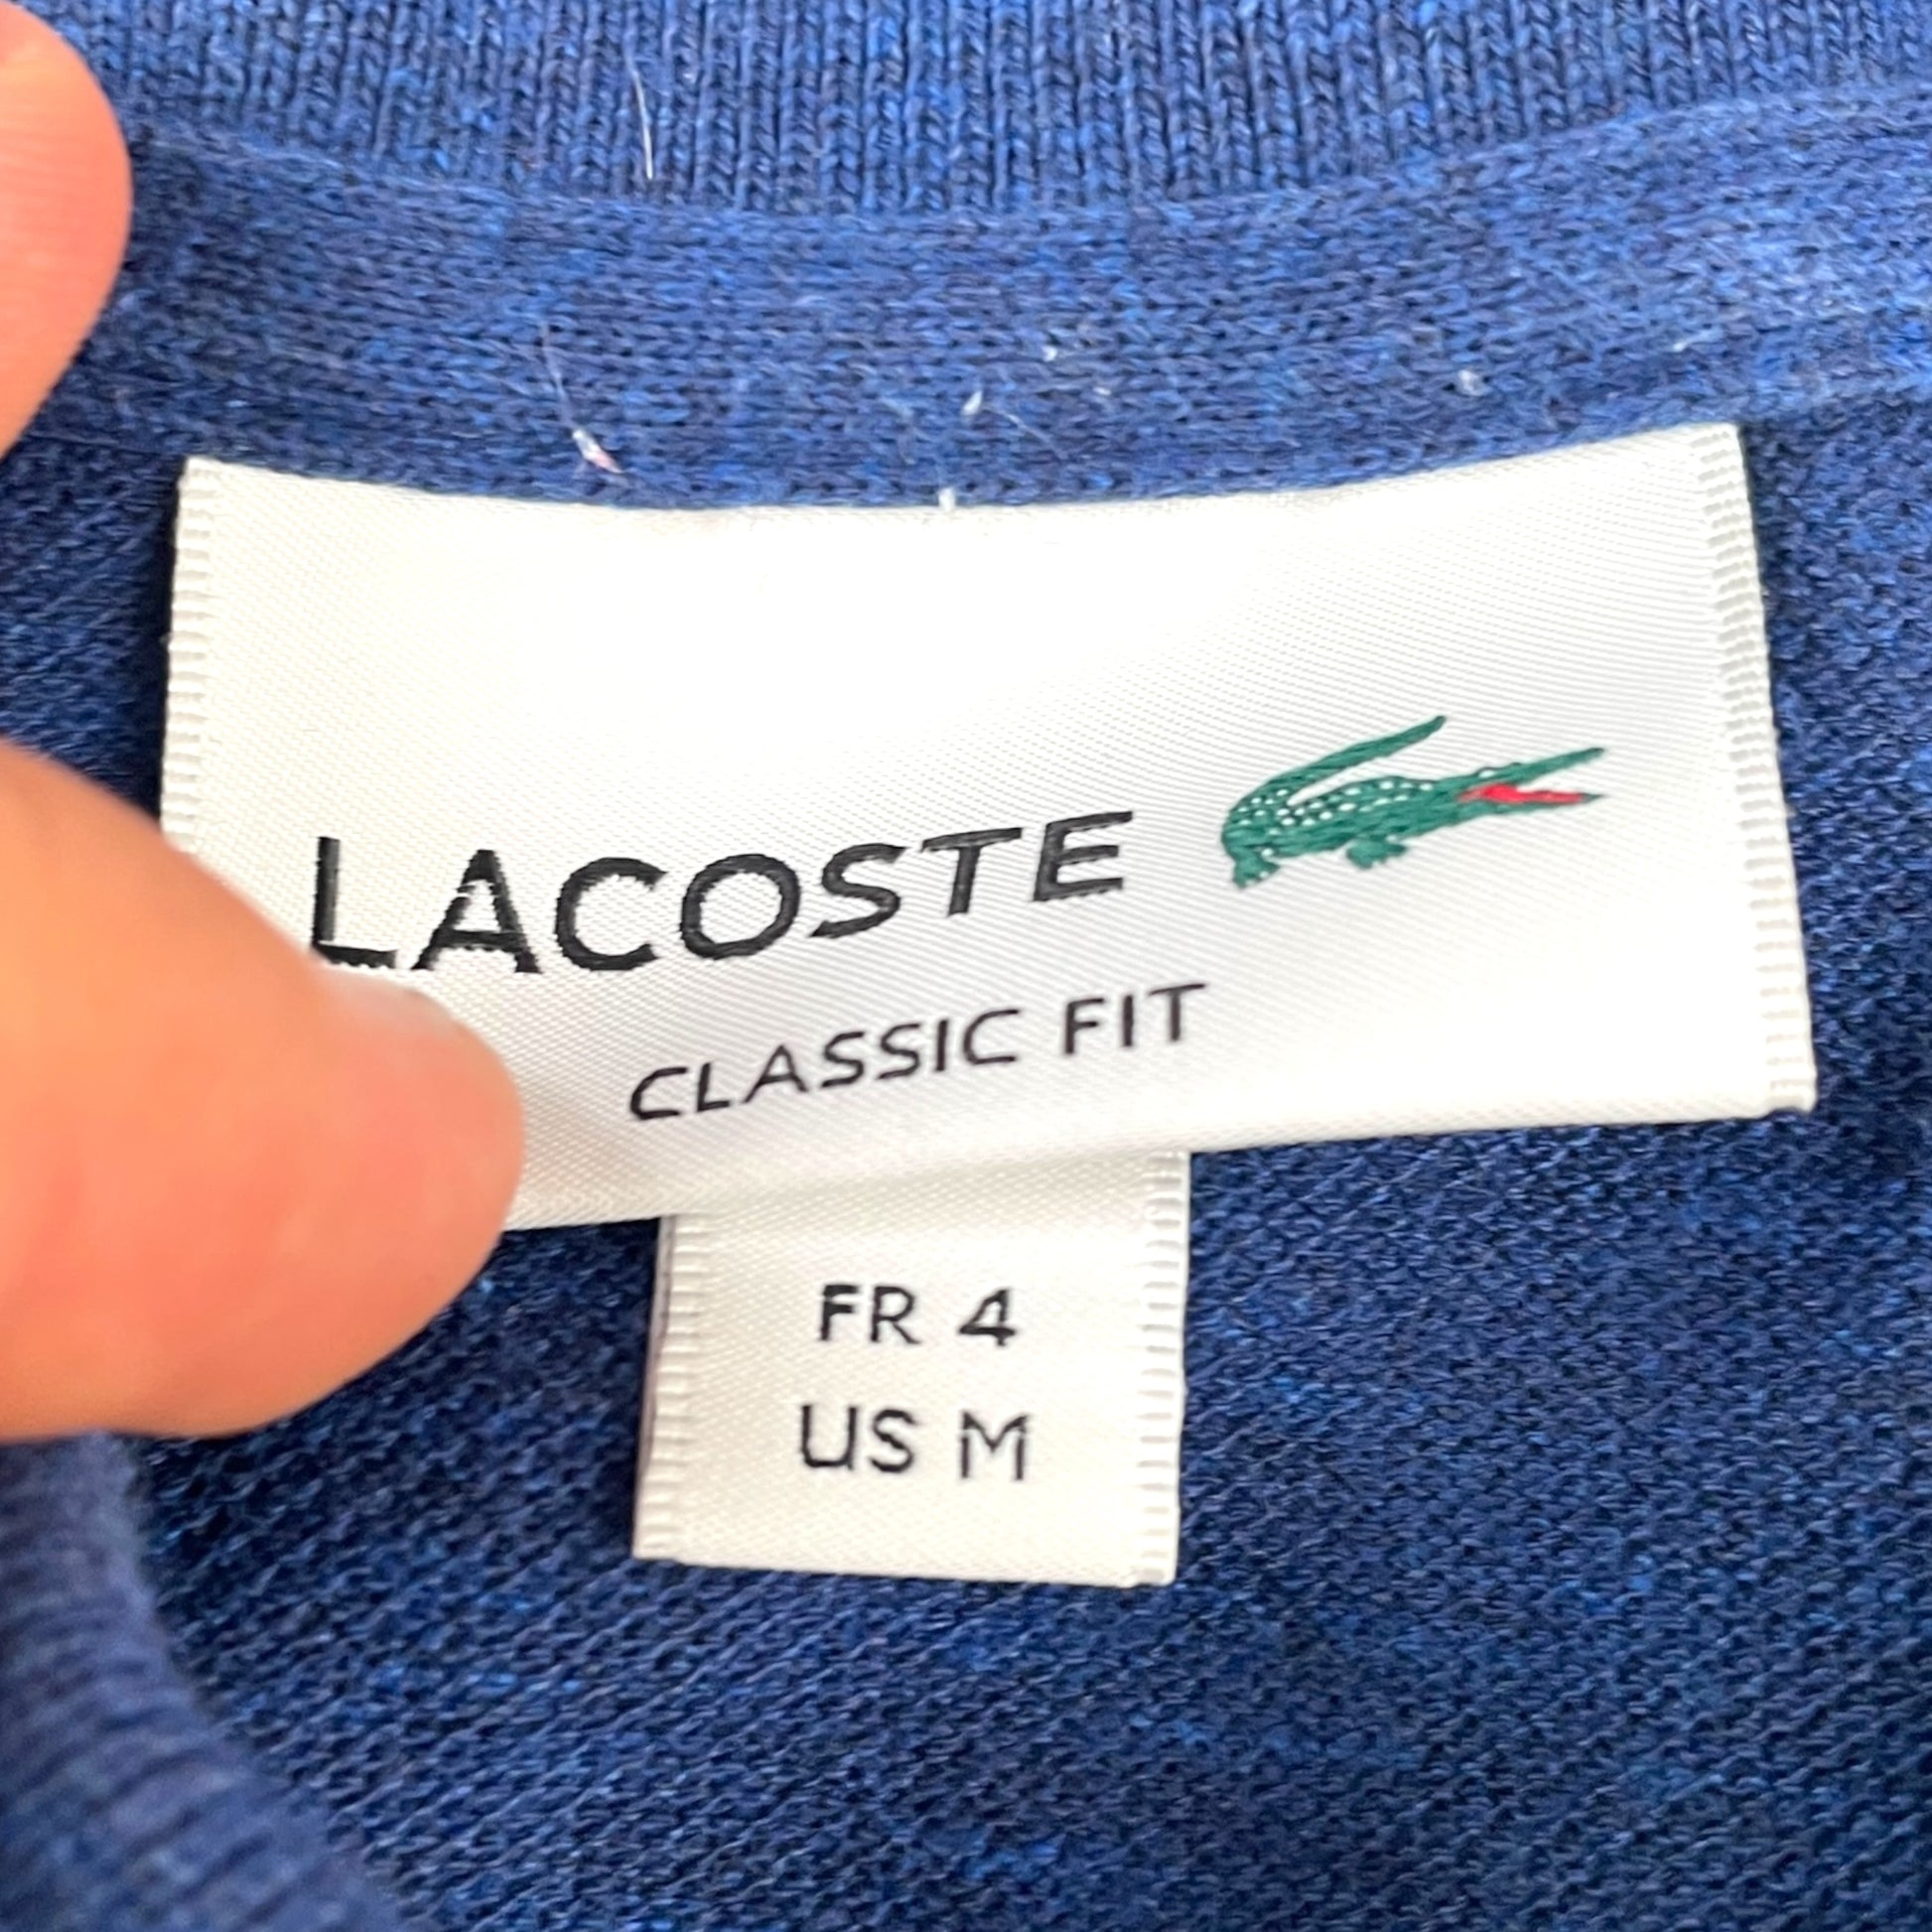 LACOSTE
CLASSIC FIT
FR 4
US M